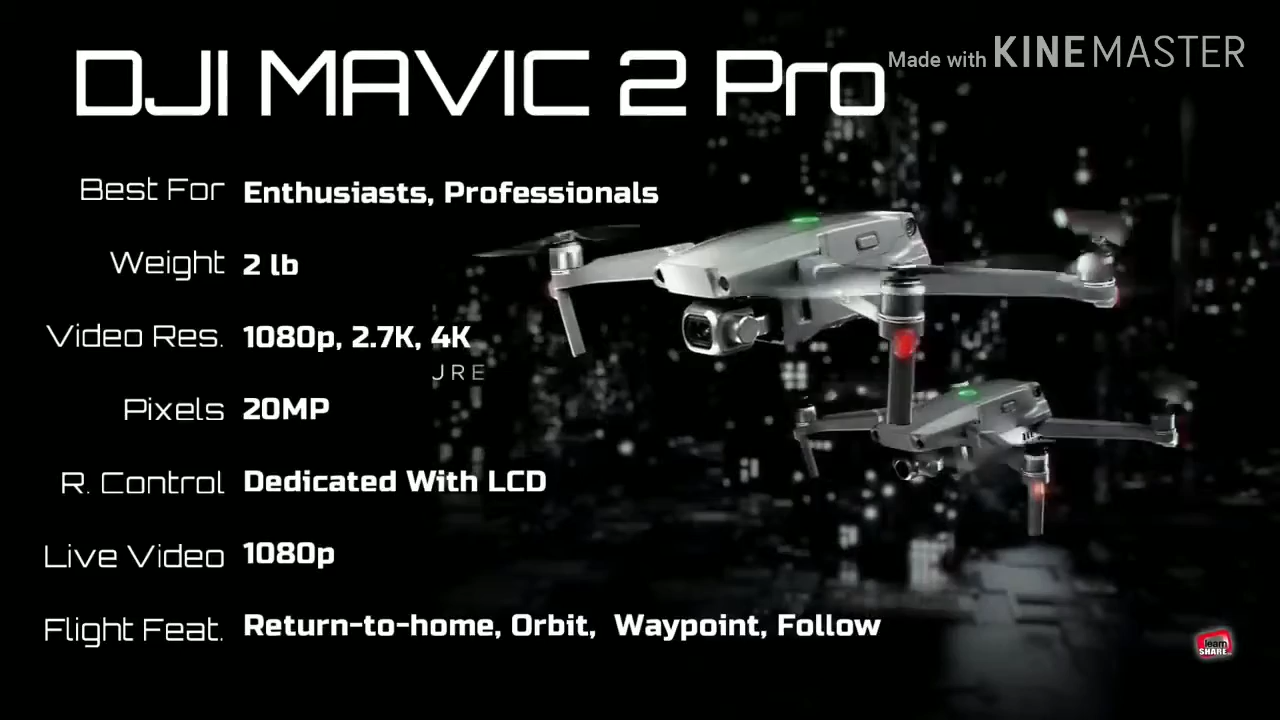 DJI MAVIC 2 Pro
Made with KINEMASTER
Best For Enthusiasts, Professionals
Weight 2 lb
Video Res. 1080p, 2.7K, 4K
JRE
Pixels 20MP
R. Control Dedicated With LCD
Live Video 1080p
Flight Feat. Return-to-home, Orbit, Waypoint, Follow
learn
SHARE